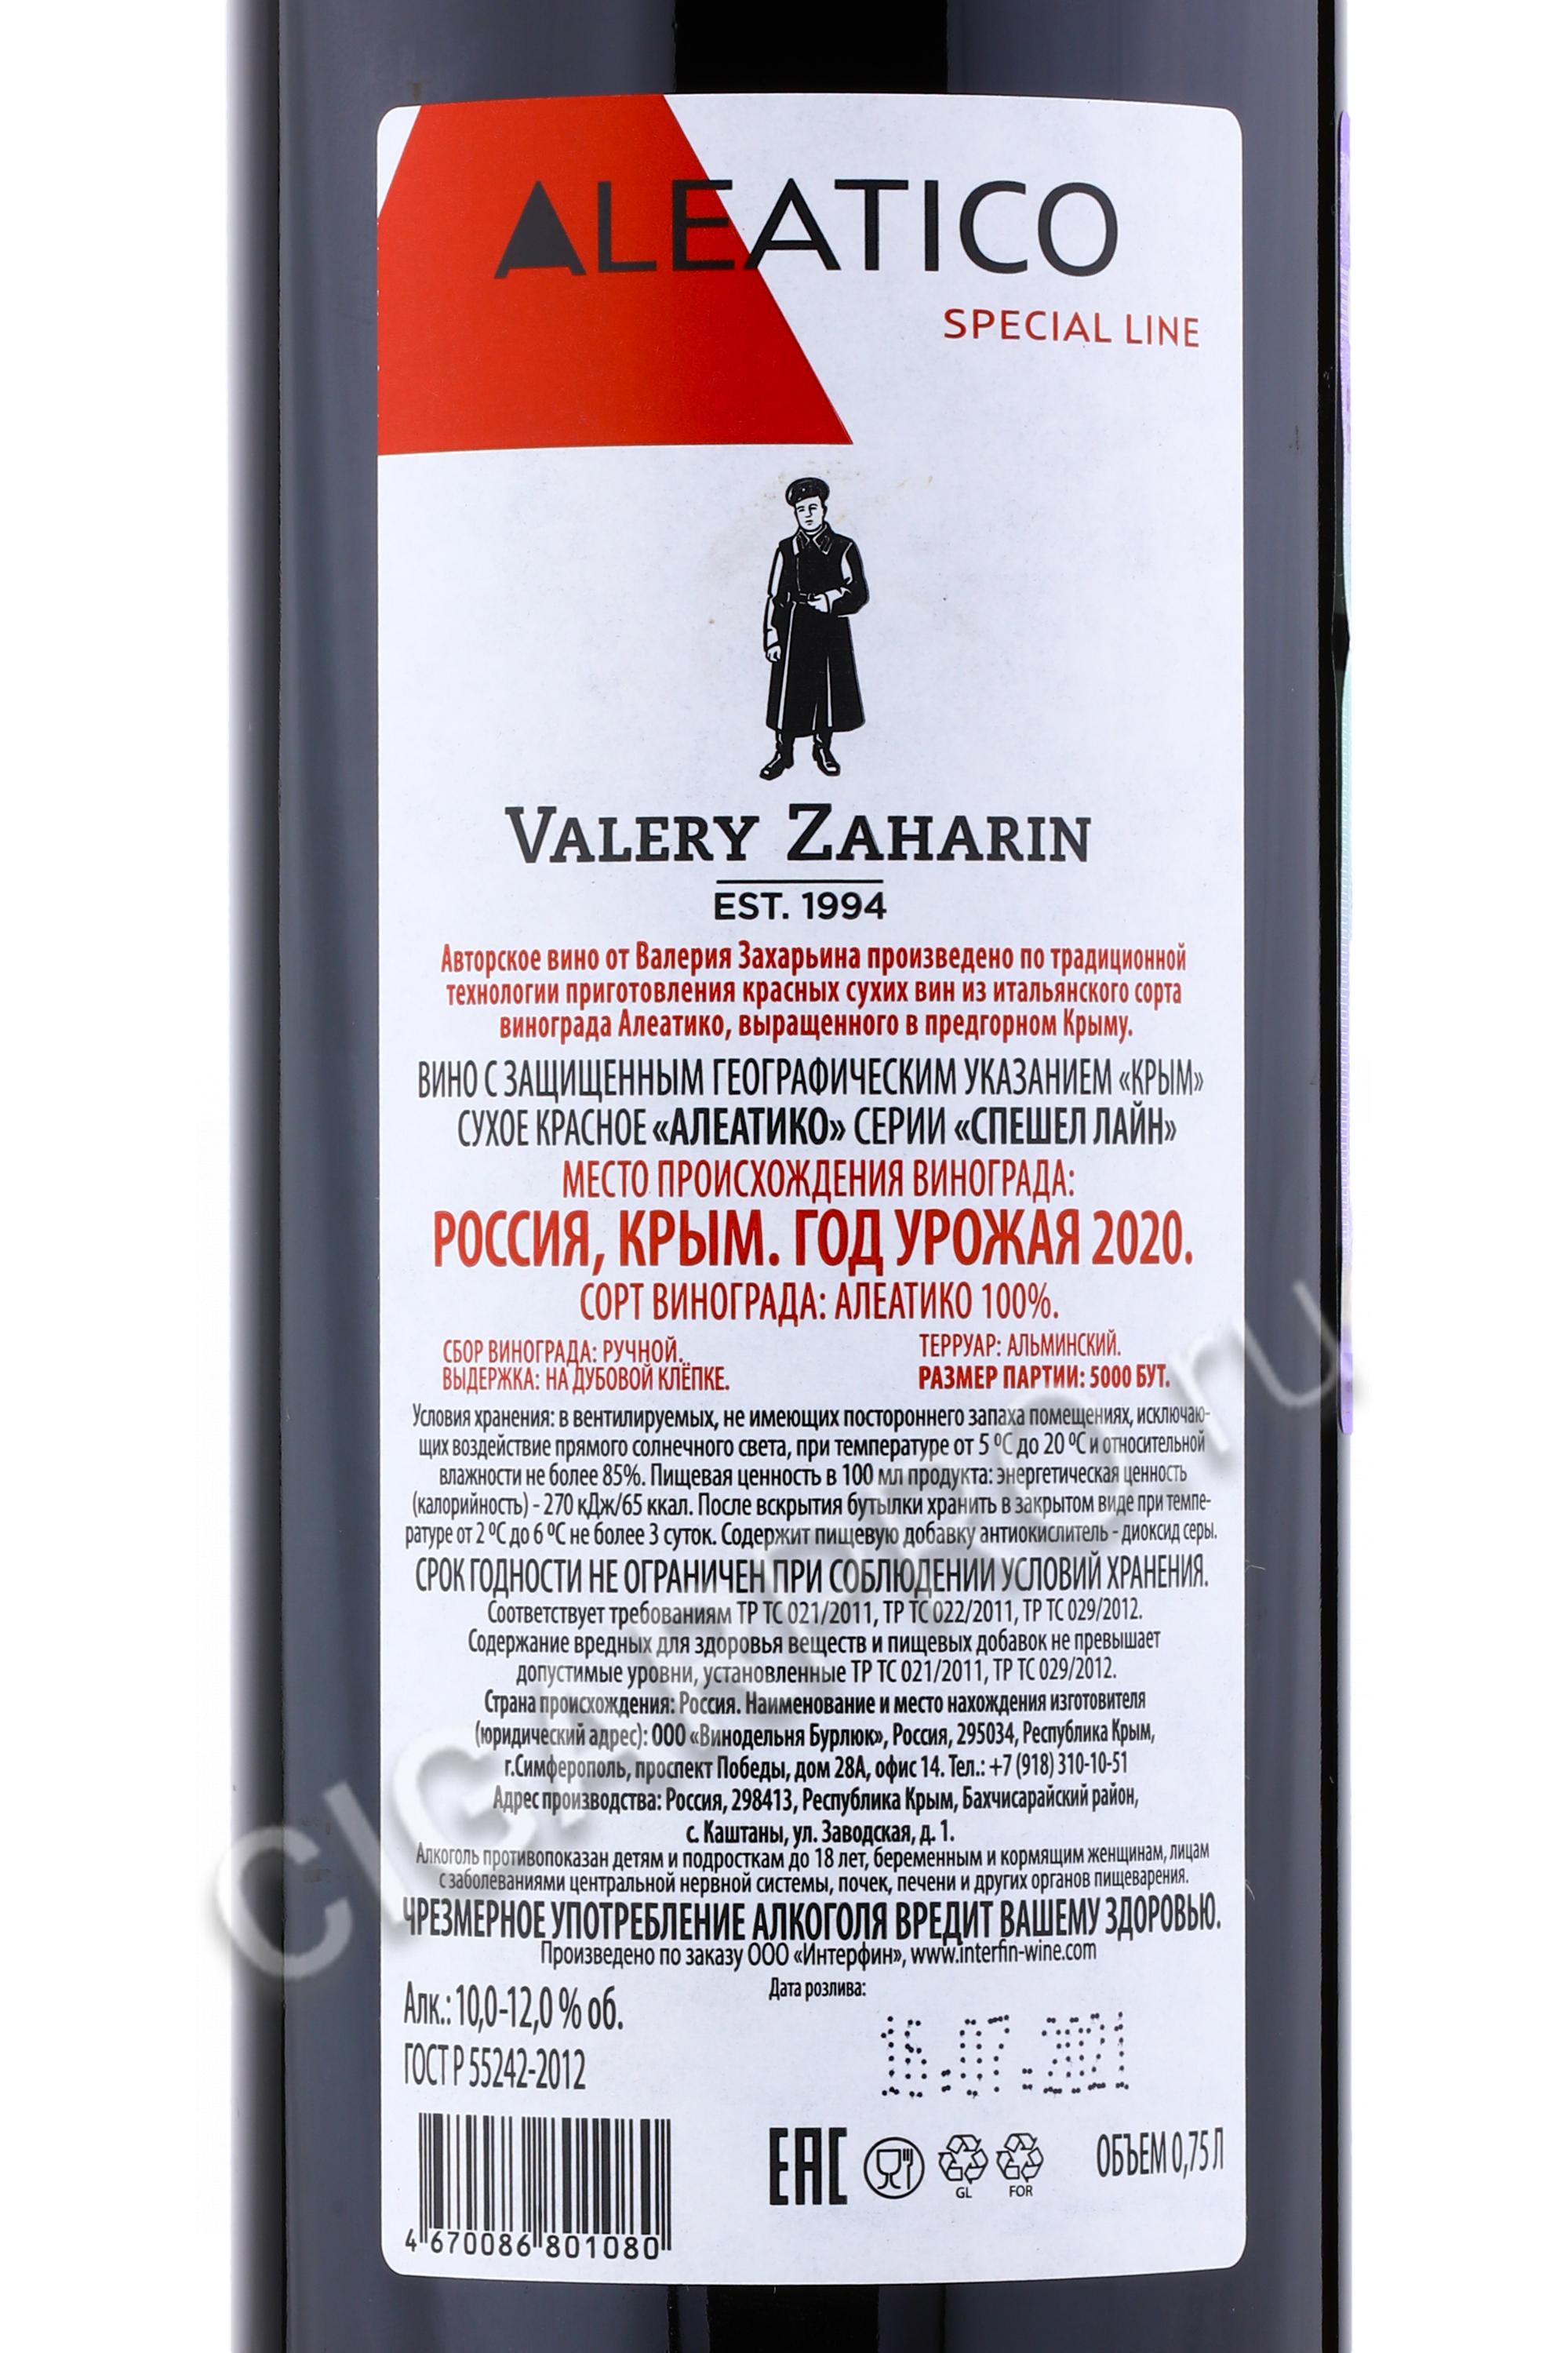 ALEATICO
SPECIAL LINE
VALERY ZAHARIN
EST. 1994
Авторское вино от Валерия Захарьина произведено по традиционной
технологии приготовления красных сухих вин из итальянского сорта
винограда Алеатико, выращенного в предгорном Крыму.
ВИНО С ЗАЩИЩЕННЫМ ГЕОГРАФИЧЕСКИМ УКАЗАНИЕМ «КРЫМ»
СУХОЕ КРАСНОЕ «АЛЕАТИКО» СЕРИИ «СПЕШЕЛ ЛАЙН»
МЕСТО ПРОИСХОЖДЕНИЯ ВИНОГРАДА:
РОССИЯ, КРЫМ. ГОД УРОЖАЯ 2020.
СОРТ ВИНОГРАДА: АЛЕАТИКО 100%.
СБОР ВИНОГРАДА: РУЧНОЙ.
ВЫДЕРЖКА: НА ДУБОВОЙ КЛЁПКЕ.
ТЕРРУАР: АЛЬМИНСКИЙ.
РАЗМЕР ПАРТИИ: 5000 БУТ.
Условия хранения: в вентилируемых, не имеющих постороннего запаха помещениях, исключаю-
щих воздействие прямого солнечного света, при температуре от 5 ⁰С до 20 ⁰С и относительной
влажности не более 85%. Пищевая ценность в 100 мл продукта: энергетическая ценность
(калорийность) - 270 кДж/65 ккал. После вскрытия бутылки хранить в закрытом виде при темпе-
ратуре от 2 ⁰С до 6 ⁰С не более 3 суток. Содержит пищевую добавку антиокислитель - диоксид серы.
СРОК ГОДНОСТИ НЕ ОГРАНИЧЕН ПРИ СОБЛЮДЕНИИ УСЛОВИЙ ХРАНЕНИЯ.
Соответствует требованиям ТР ТС 021/2011, ТР ТС 022/2011, ТР ТС 029/2012.
Содержание вредных для здоровья веществ и пищевых добавок не превышает
допустимые уровни, установленные ТР ТС 021/2011, ТР ТС 029/2012.
Страна происхождения: Россия. Наименование и место нахождения изготовителя
(юридический адрес): ООО «Винодельня Бурлюк», Россия, 295034, Республика Крым,
г.Симферополь, проспект Победы, дом 28А, офис 14. Тел.: +7 (918) 310-10-51
Адрес производства: Россия, 298413, Республика Крым, Бахчисарайский район,
с. Каштаны, ул. Заводская, д. 1.
Алкоголь противопоказан детям и подросткам до 18 лет, беременным и кормящим женщинам, лицам
с заболеваниями центральной нервной системы, почек, печени и других органов пищеварения.
ЧРЕЗМЕРНОЕ УПОТРЕБЛЕНИЕ АЛКОГОЛЯ ВРЕДИТ ВАШЕМУ ЗДОРОВЬЮ.
Произведено по заказу ООО «Интерфин», www.interfin-wine.com
Алк.: 10,0-12,0 % об.
ГОСТ Р 55242-2012
Дата розлива:
16.07.2021
4 670086 801080
EAC
GL
FOR
ОБЪЕМ 0,75 Л
CIGARPRO.ru